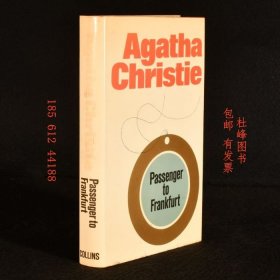 Agatha
Christie
Passenger
to
Frankfurt
Passenger to
Frankfurt
COLLINS
185 612 44188
杜峰图书
包邮 有发票